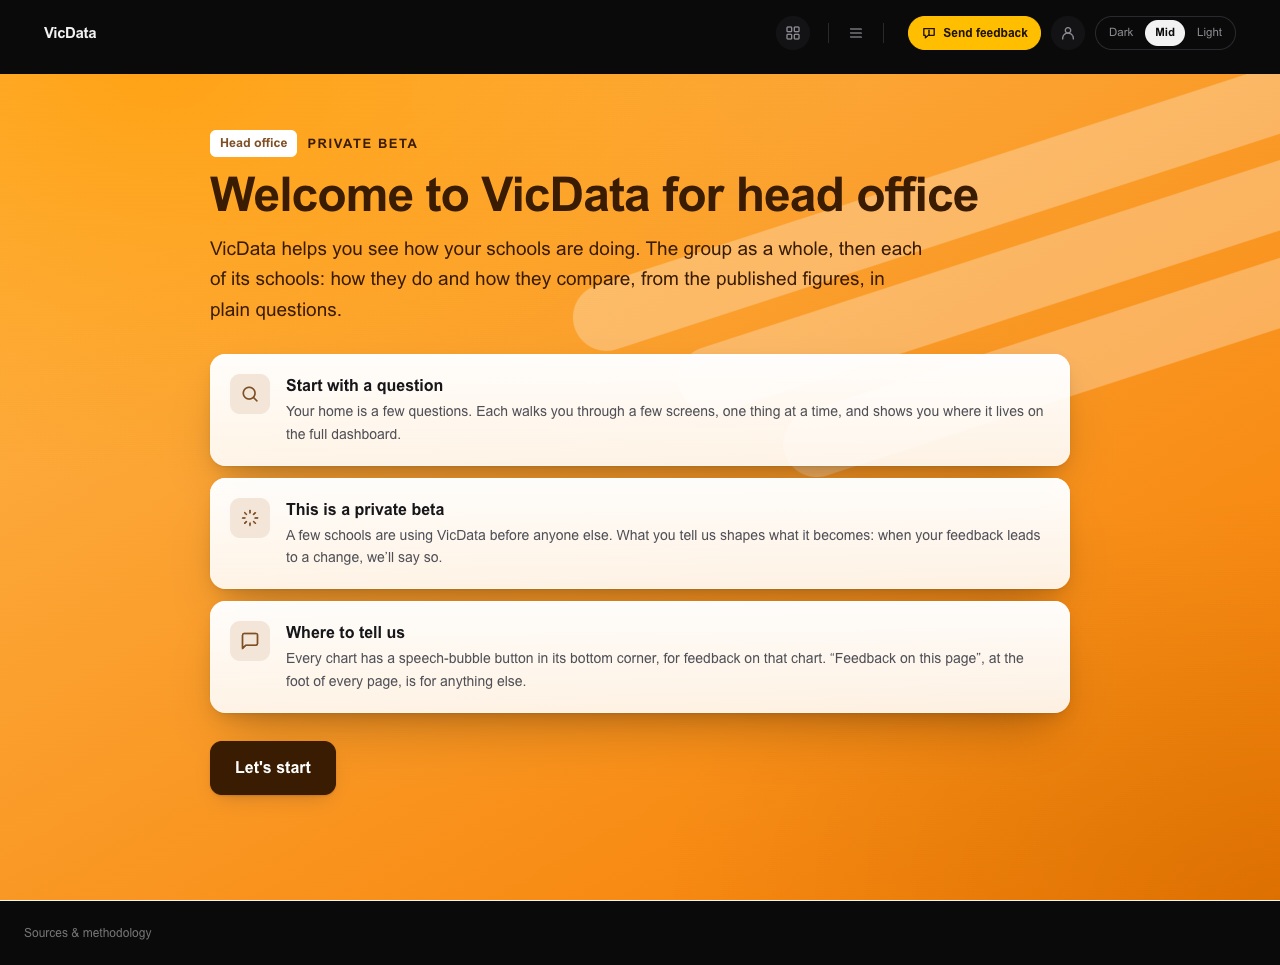 VicData
Send feedback
Dark
Mid
Light
Head office
PRIVATE BETA
Welcome to VicData for head office
VicData helps you see how your schools are doing. The group as a whole, then each
of its schools: how they do and how they compare, from the published figures, in
plain questions.
Start with a question
Your home is a few questions. Each walks you through a few screens, one thing at a time, and shows you where it lives on
the full dashboard.
This is a private beta
A few schools are using VicData before anyone else. What you tell us shapes what it becomes: when your feedback leads
to a change, we’ll say so.
Where to tell us
Every chart has a speech-bubble button in its bottom corner, for feedback on that chart. “Feedback on this page”, at the
foot of every page, is for anything else.
Let's start
Sources & methodology